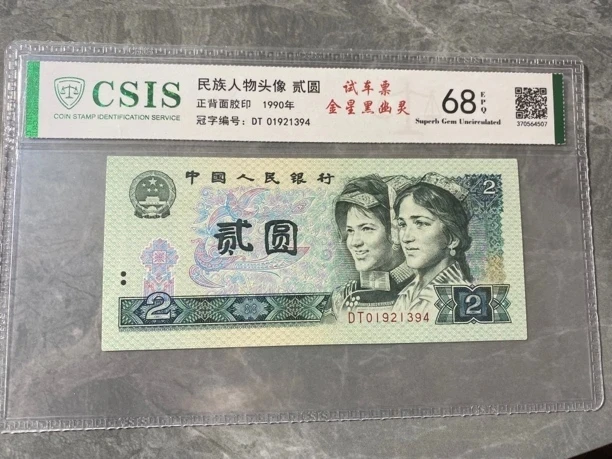 CSIS
COIN STAMP IDENTIFICATION SERVICE
民族人物头像 贰圆
正背面胶印 1990年
冠字编号: DT 01921394
试车票
金星黑幽灵
68 EPQ
Superb Gem Uncirculated
370564507
中国人民银行
2
贰圆
2
2
DT01921394